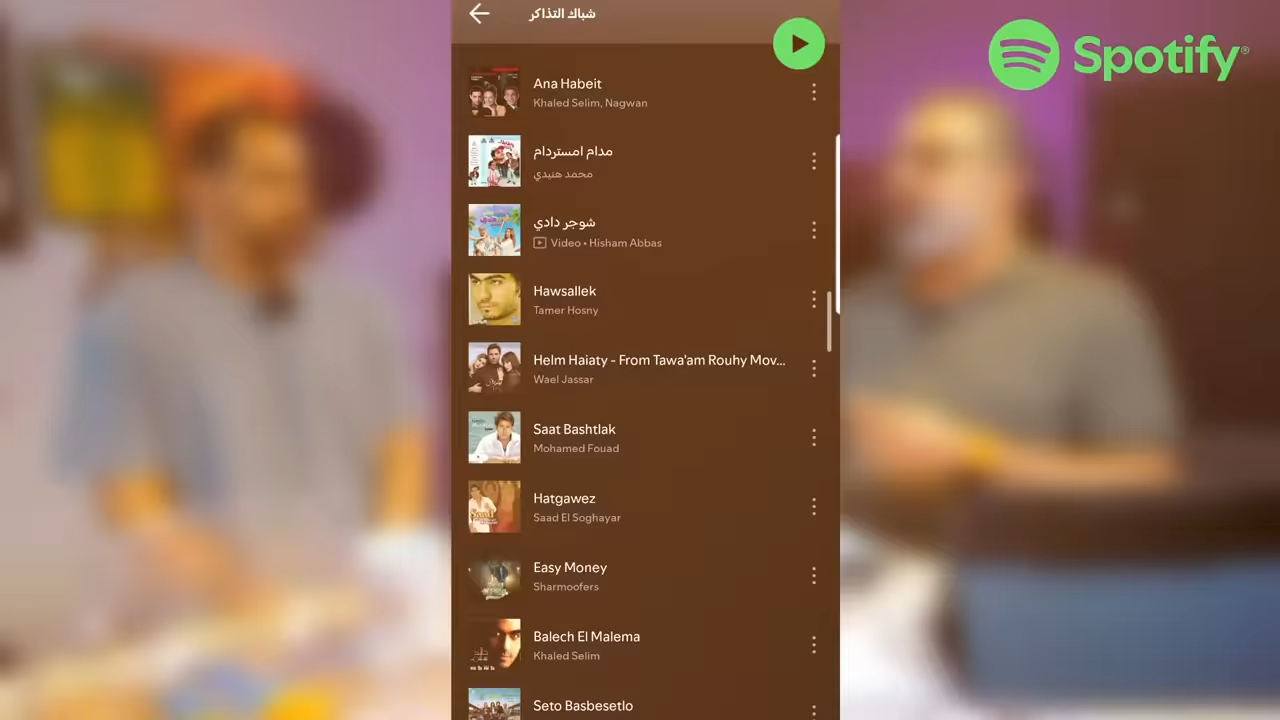 شباك التذاكر
Spotify®
Ana Habeit
Khaled Selim, Nagwan
مدام امستردام
محمد هنيدي
شوجر دادي
Video • Hisham Abbas
Hawsallek
Tamer Hosny
Helm Haiaty - From Tawa'am Rouhy Mov...
Wael Jassar
Saat Bashtlak
Mohamed Fouad
Hatgawez
Saad El Soghayar
Easy Money
Sharmoofers
Balech El Malema
Khaled Selim
Seto Basbesetlo